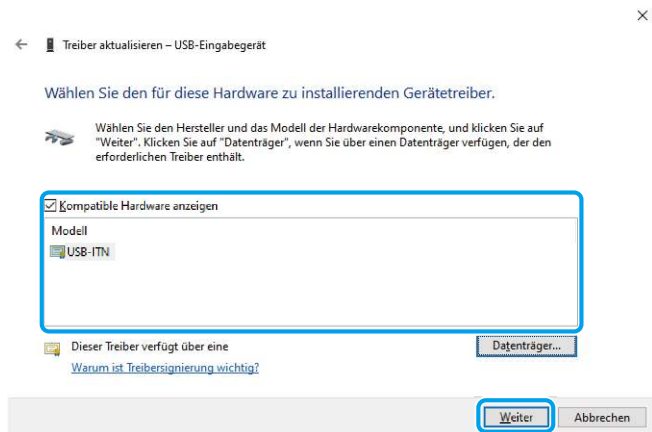 Treiber aktualisieren – USB-Eingabegerät
Wählen Sie den für diese Hardware zu installierenden Gerätetreiber.
Wählen Sie den Hersteller und das Modell der Hardwarekomponente, und klicken Sie auf
"Weiter". Klicken Sie auf "Datenträger", wenn Sie über einen Datenträger verfügen, der den
erforderlichen Treiber enthält.
Kompatible Hardware anzeigen
Modell
USB-ITN
Dieser Treiber verfügt über eine
Datenträger...
Warum ist Treibersignierung wichtig?
Weiter
Abbrechen